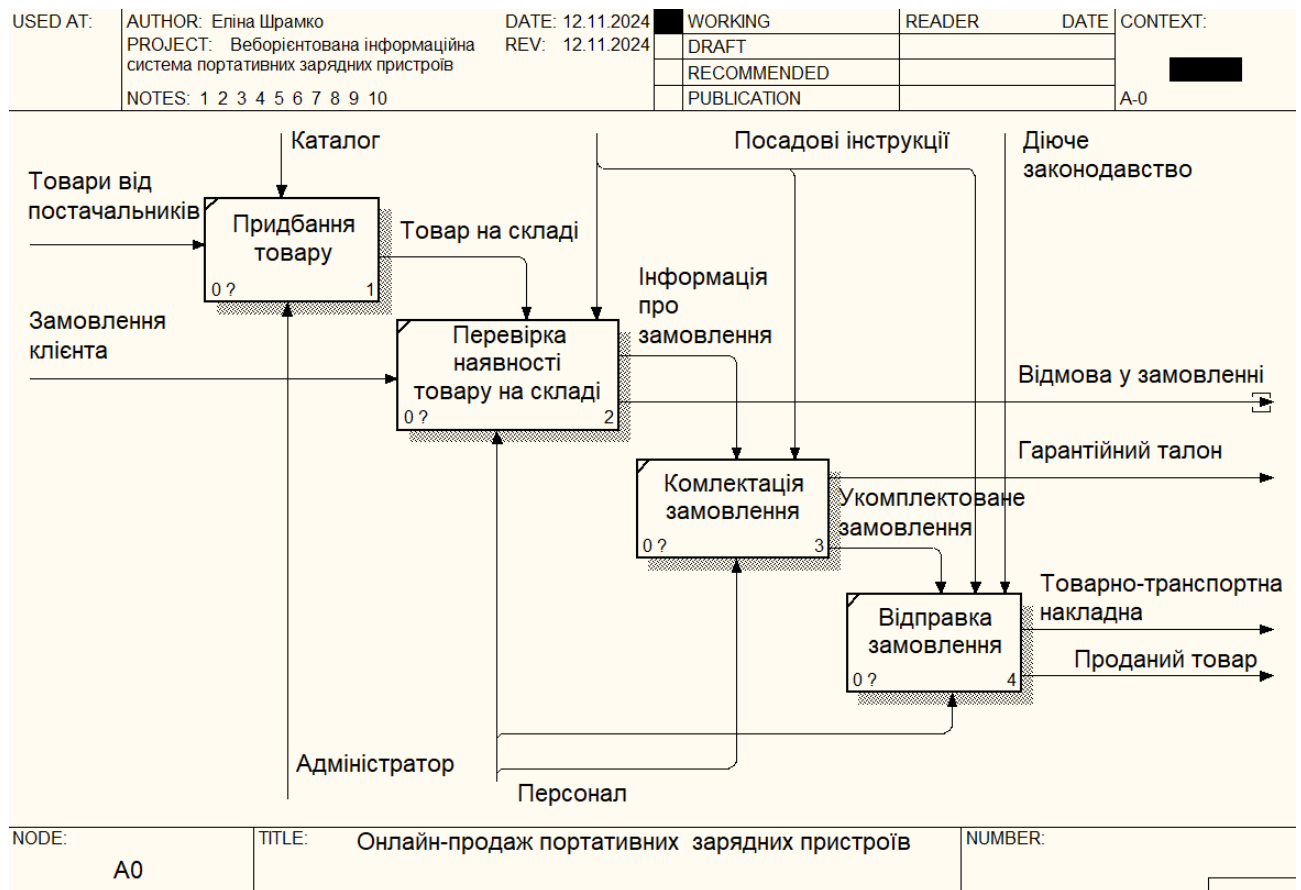 USED AT:
AUTHOR: Еліна Шрамко
DATE: 12.11.2024
WORKING
READER
DATE
CONTEXT:
PROJECT: Веборієнтована інформаційна
система портативних зарядних пристроїв
REV: 12.11.2024
DRAFT
RECOMMENDED
NOTES: 1 2 3 4 5 6 7 8 9 10
PUBLICATION
A-0
Каталог
Посадові інструкції
Діюче
законодавство
Товари від
постачальників
Придбання
товару
0 ? 1
Товар на складі
Інформація
про
замовлення
Замовлення
клієнта
Перевірка
наявності
товару на складі
0 ? 2
Відмова у замовленні
Гарантійний талон
Комлектація
замовлення
0 ? 3
Укомплектоване
замовлення
Товарно-транспортна
накладна
Відправка
замовлення
0 ? 4
Проданий товар
Адміністратор
Персонал
NODE:
TITLE:
Онлайн-продаж портативних зарядних пристроїв
NUMBER:
A0